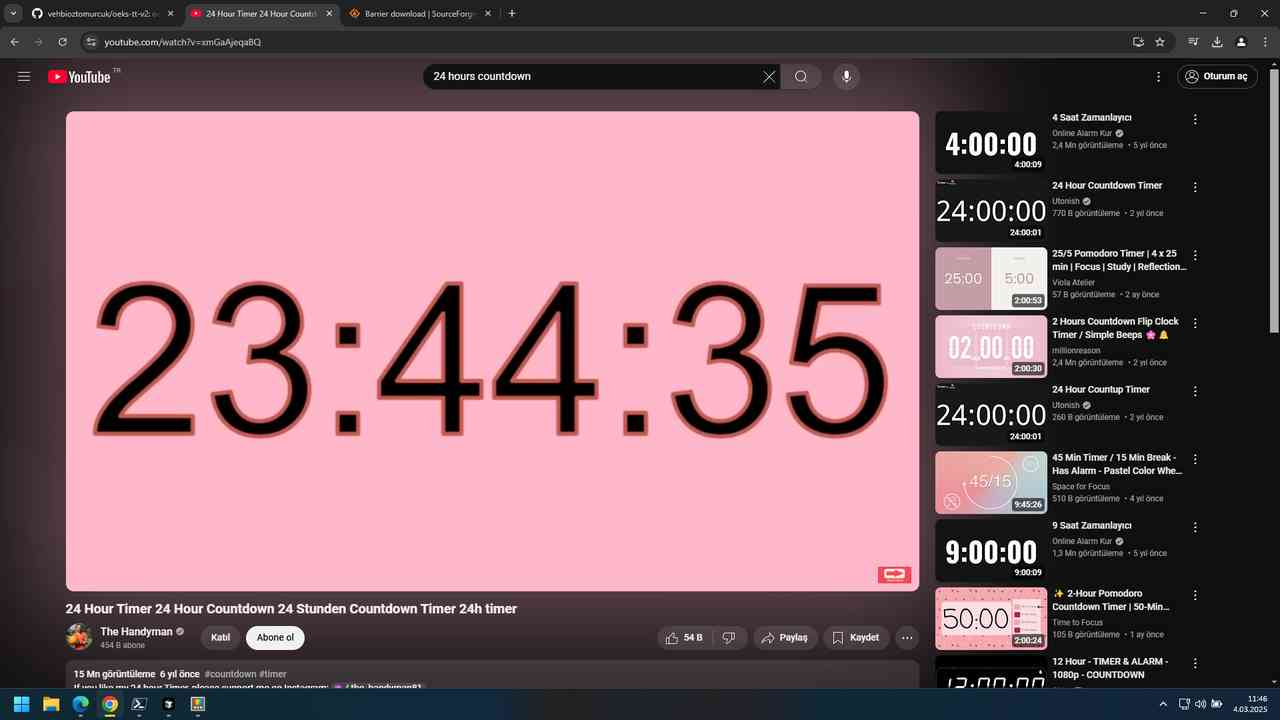 vehbioztomurcuk/oeks-tt-v2:
24 Hour Timer 24 Hour Countd
Barrier download | SourceForge
youtube.com/watch?v=xmGaAjeqaBQ
YouTube TR
24 hours countdown
Oturum aç
23:44:35
24 Hour Timer 24 Hour Countdown 24 Stunden Countdown Timer 24h timer
The Handyman
454 B abone
Katıl
Abone ol
54 B
Paylaş
Kaydet
15 Mn görüntüleme 6 yıl önce #countdown #timer
If you like my 24 hour Timer, please support me on Instagram: / the_handyman81
4:00:00
4:00:09
4 Saat Zamanlayıcı
Online Alarm Kur
2,4 Mn görüntüleme • 5 yıl önce
24:00:00
24:00:01
24 Hour Countdown Timer
Utonish
770 B görüntüleme • 2 yıl önce
25:00
5:00
2:00:53
25/5 Pomodoro Timer | 4 x 25
min | Focus | Study | Reflection...
Viola Atelier
57 B görüntüleme • 2 ay önce
COUNTDOWN
02 00 00
2:00:30
2 Hours Countdown Flip Clock
Timer / Simple Beeps 🌸 🔔
millionreason
2,4 Mn görüntüleme • 2 yıl önce
24:00:00
24:00:01
24 Hour Countup Timer
Utonish
260 B görüntüleme • 2 yıl önce
45/15
9:45:26
45 Min Timer / 15 Min Break -
Has Alarm - Pastel Color Whe...
Space for Focus
510 B görüntüleme • 4 yıl önce
9:00:00
9:00:09
9 Saat Zamanlayıcı
Online Alarm Kur
1,3 Mn görüntüleme • 5 yıl önce
50:00
2:00:24
✨ 2-Hour Pomodoro
Countdown Timer | 50-Min...
Time to Focus
105 B görüntüleme • 1 ay önce
12:00:00
12 Hour - TIMER & ALARM -
1080p - COUNTDOWN
11:46
4.03.2025